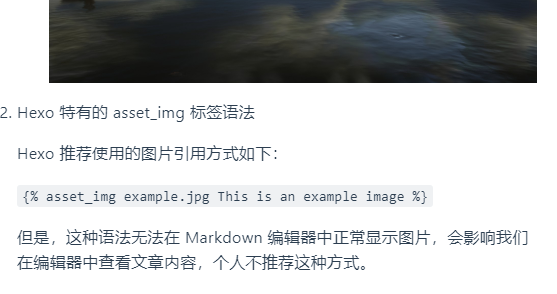 2. Hexo 特有的 asset_img 标签语法
Hexo 推荐使用的图片引用方式如下：
{% asset_img example.jpg This is an example image %}
但是，这种语法无法在 Markdown 编辑器中正常显示图片，会影响我们
在编辑器中查看文章内容，个人不推荐这种方式。